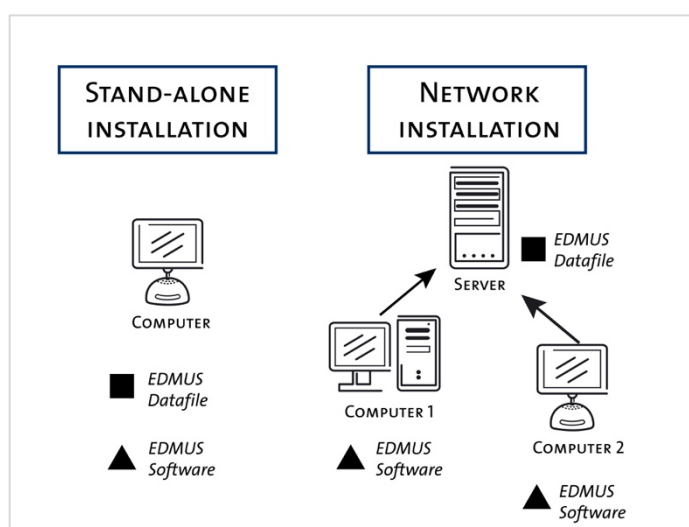 STAND-ALONE
INSTALLATION
COMPUTER
EDMUS
Datafile
EDMUS
Software
NETWORK
INSTALLATION
SERVER
EDMUS
Datafile
COMPUTER 1
EDMUS
Software
COMPUTER 2
EDMUS
Software